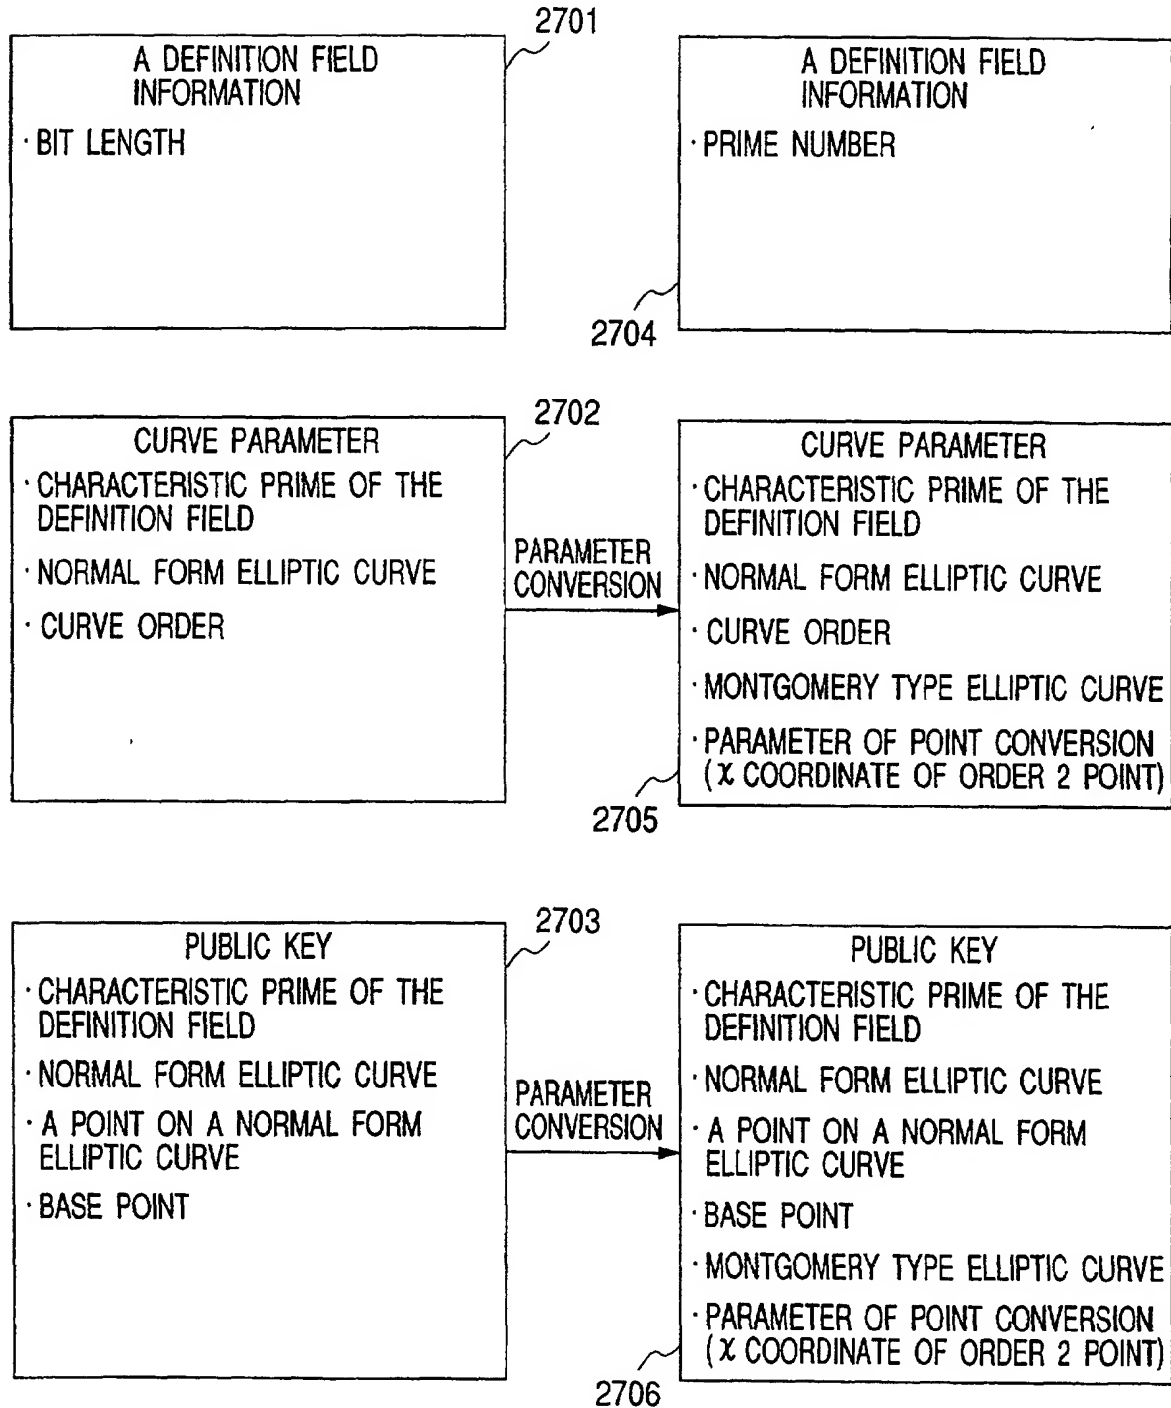 2701
A DEFINITION FIELD
INFORMATION
· BIT LENGTH
A DEFINITION FIELD
INFORMATION
· PRIME NUMBER
2704
2702
CURVE PARAMETER
· CHARACTERISTIC PRIME OF THE
DEFINITION FIELD
· NORMAL FORM ELLIPTIC CURVE
· CURVE ORDER
PARAMETER
CONVERSION
CURVE PARAMETER
· CHARACTERISTIC PRIME OF THE
DEFINITION FIELD
· NORMAL FORM ELLIPTIC CURVE
· CURVE ORDER
· MONTGOMERY TYPE ELLIPTIC CURVE
· PARAMETER OF POINT CONVERSION
(x COORDINATE OF ORDER 2 POINT)
2705
2703
PUBLIC KEY
· CHARACTERISTIC PRIME OF THE
DEFINITION FIELD
· NORMAL FORM ELLIPTIC CURVE
· A POINT ON A NORMAL FORM
ELLIPTIC CURVE
· BASE POINT
PARAMETER
CONVERSION
PUBLIC KEY
· CHARACTERISTIC PRIME OF THE
DEFINITION FIELD
· NORMAL FORM ELLIPTIC CURVE
· A POINT ON A NORMAL FORM
ELLIPTIC CURVE
· BASE POINT
· MONTGOMERY TYPE ELLIPTIC CURVE
· PARAMETER OF POINT CONVERSION
(x COORDINATE OF ORDER 2 POINT)
2706